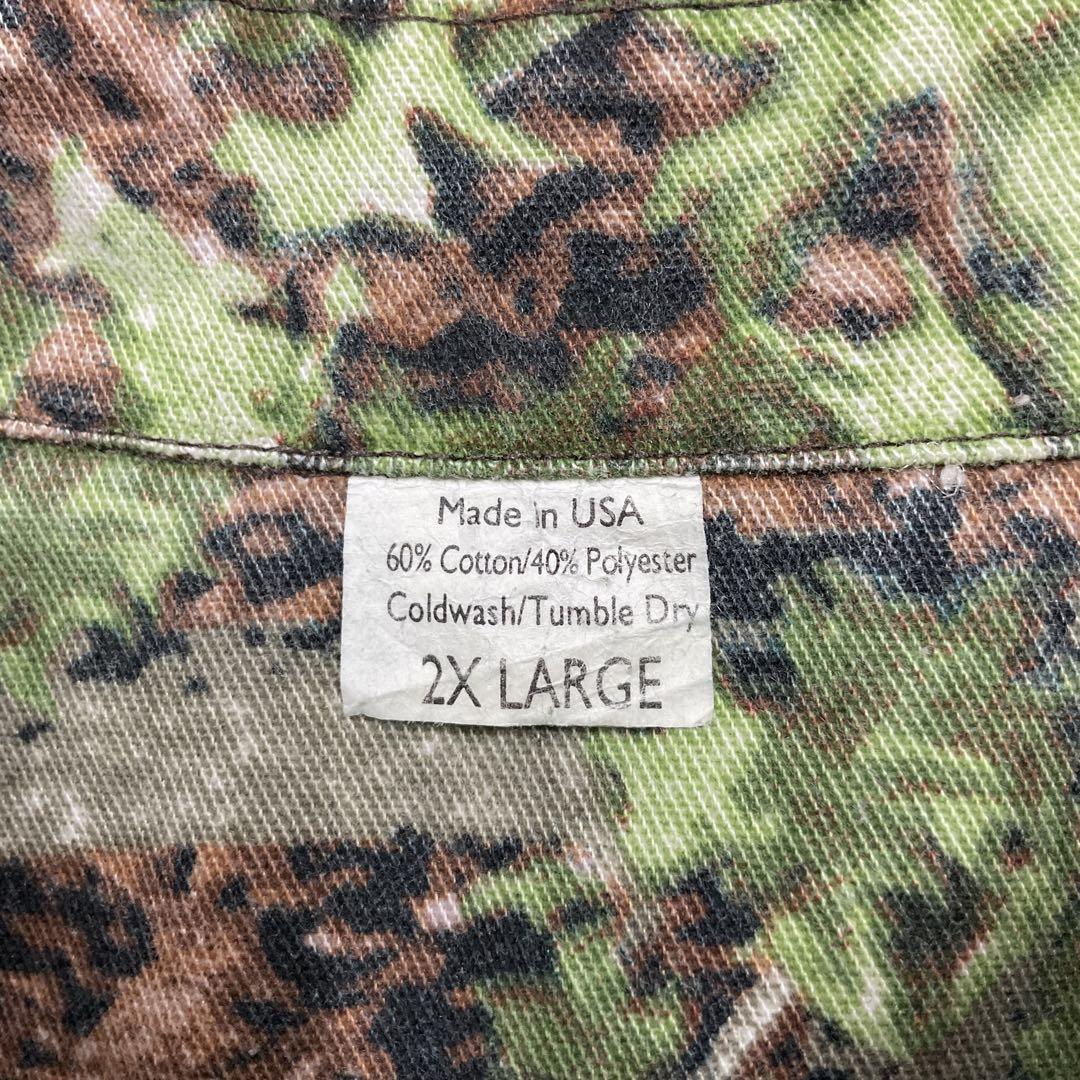 Made In USA
60% Cotton/40% Polyester
Coldwash/Tumble Dry
2X LARGE